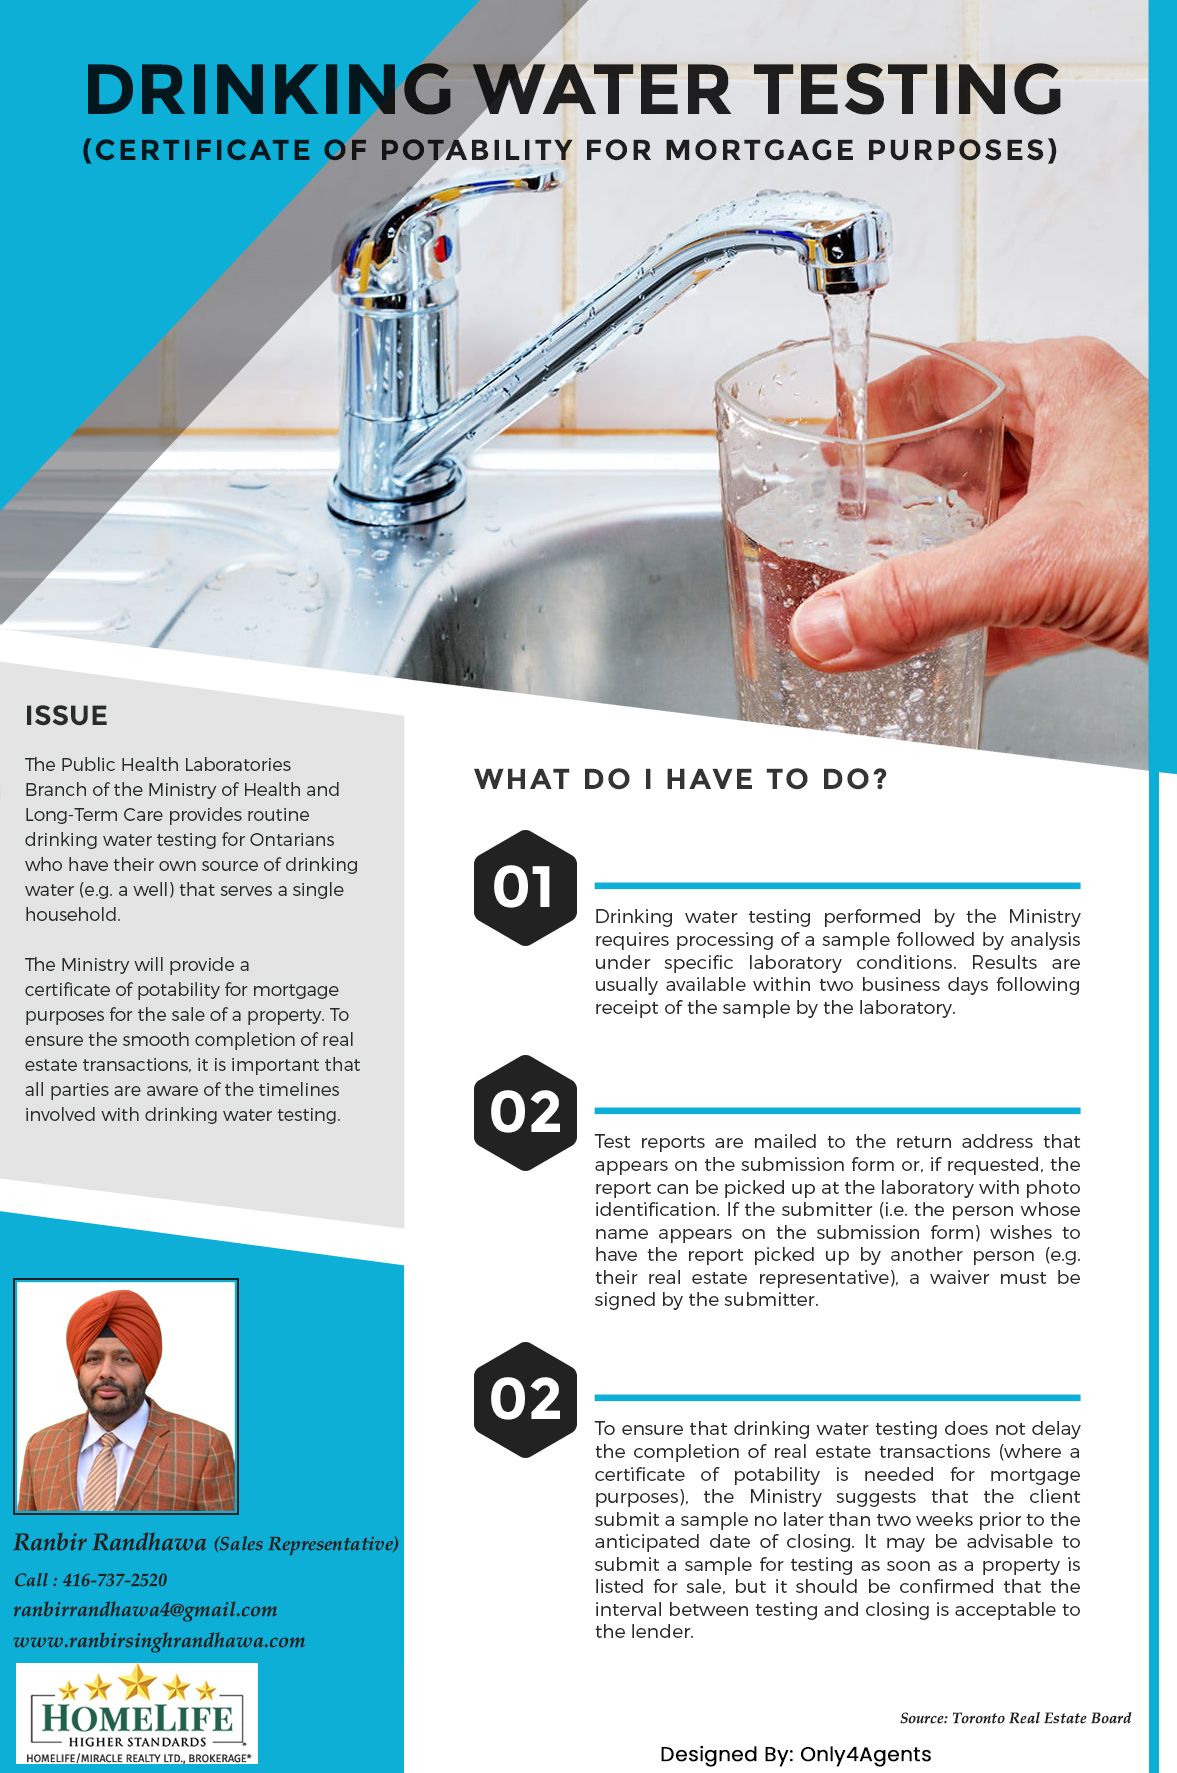 DRINKING WATER TESTING
(CERTIFICATE OF POTABILITY FOR MORTGAGE PURPOSES)
ISSUE
The Public Health Laboratories
Branch of the Ministry of Health and
Long-Term Care provides routine
drinking water testing for Ontarians
who have their own source of drinking
water (e.g. a well) that serves a single
household.
The Ministry will provide a
certificate of potability for mortgage
purposes for the sale of a property. To
ensure the smooth completion of real
estate transactions, it is important that
all parties are aware of the timelines
involved with drinking water testing.
WHAT DO I HAVE TO DO?
01
Drinking water testing performed by the Ministry
requires processing of a sample followed by analysis
under specific laboratory conditions. Results are
usually available within two business days following
receipt of the sample by the laboratory.
02
Test reports are mailed to the return address that
appears on the submission form or, if requested, the
report can be picked up at the laboratory with photo
identification. If the submitter (i.e. the person whose
name appears on the submission form) wishes to
have the report picked up by another person (e.g.
their real estate representative), a waiver must be
signed by the submitter.
02
To ensure that drinking water testing does not delay
the completion of real estate transactions (where a
certificate of potability is needed for mortgage
purposes), the Ministry suggests that the client
submit a sample no later than two weeks prior to the
anticipated date of closing. It may be advisable to
submit a sample for testing as soon as a property is
listed for sale, but it should be confirmed that the
interval between testing and closing is acceptable to
the lender.
Ranbir Randhawa (Sales Representative)
Call : 416-737-2520
ranbirrandhawa4@gmail.com
www.ranbirsinghrandhawa.com
HOMELIFE
HIGHER STANDARDS
HOMELIFE/MIRACLE REALTY LTD., BROKERAGE*
Source: Toronto Real Estate Board
Designed By: Only4Agents